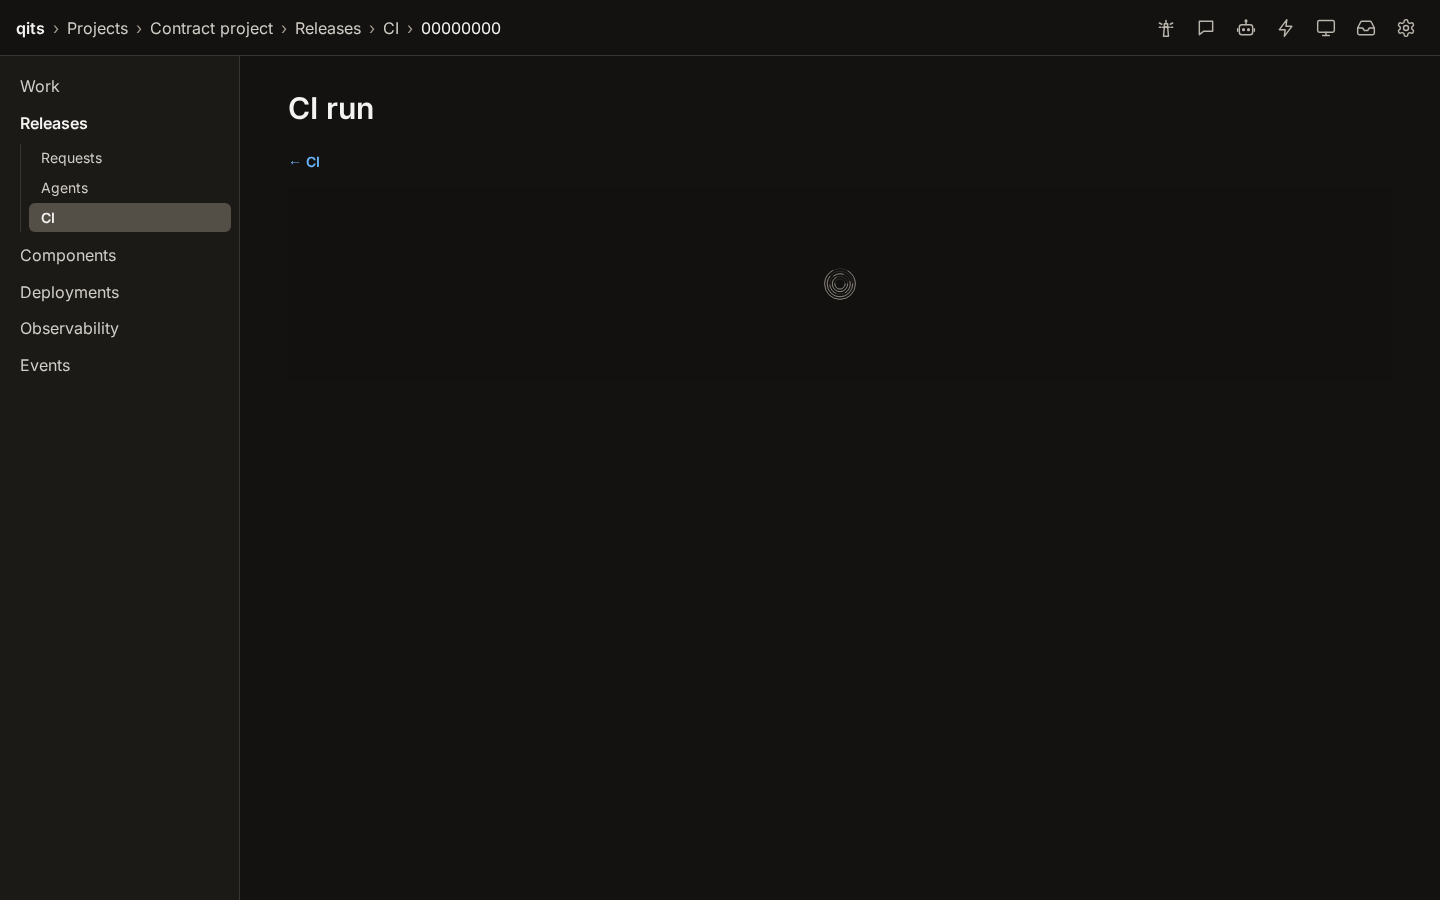 qits › Projects › Contract project › Releases › CI › 00000000
Work
Releases
Requests
Agents
CI
Components
Deployments
Observability
Events
CI run
← CI